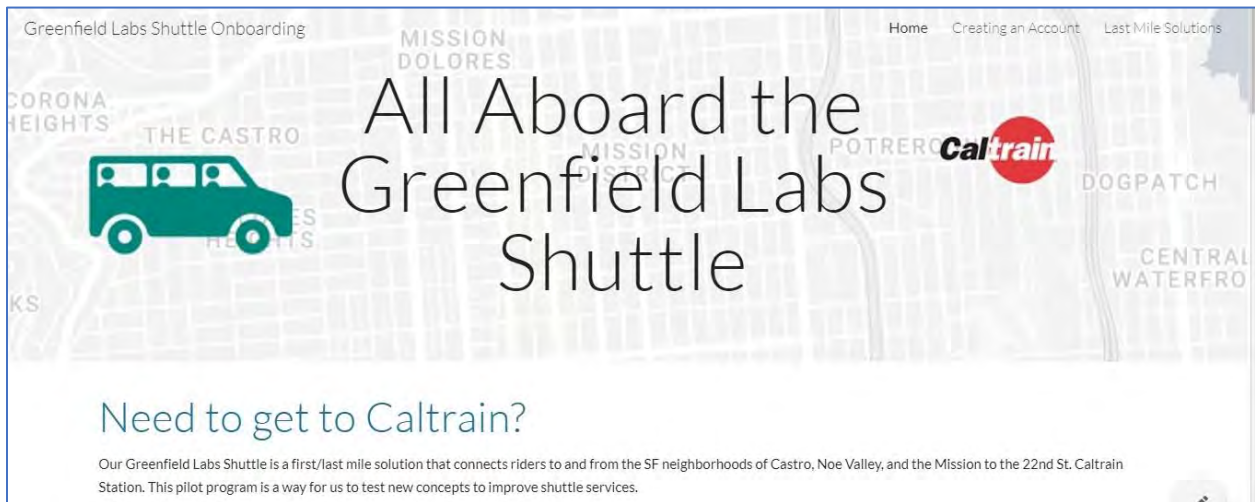 Greenfield Labs Shuttle Onboarding
Home Creating an Account Last Mile Solutions
MISSION
DOLORES
CORONA
HEIGHTS
THE CASTRO
All Aboard the
Greenfield Labs
Shuttle
MISSION
DISTRICT
POTRERO
Caltrain
DOGPATCH
HEIGHTS
CENTRAL
WATERFRO
KS
Need to get to Caltrain?
Our Greenfield Labs Shuttle is a first/last mile solution that connects riders to and from the SF neighborhoods of Castro, Noe Valley, and the Mission to the 22nd St. Caltrain
Station. This pilot program is a way for us to test new concepts to improve shuttle services.